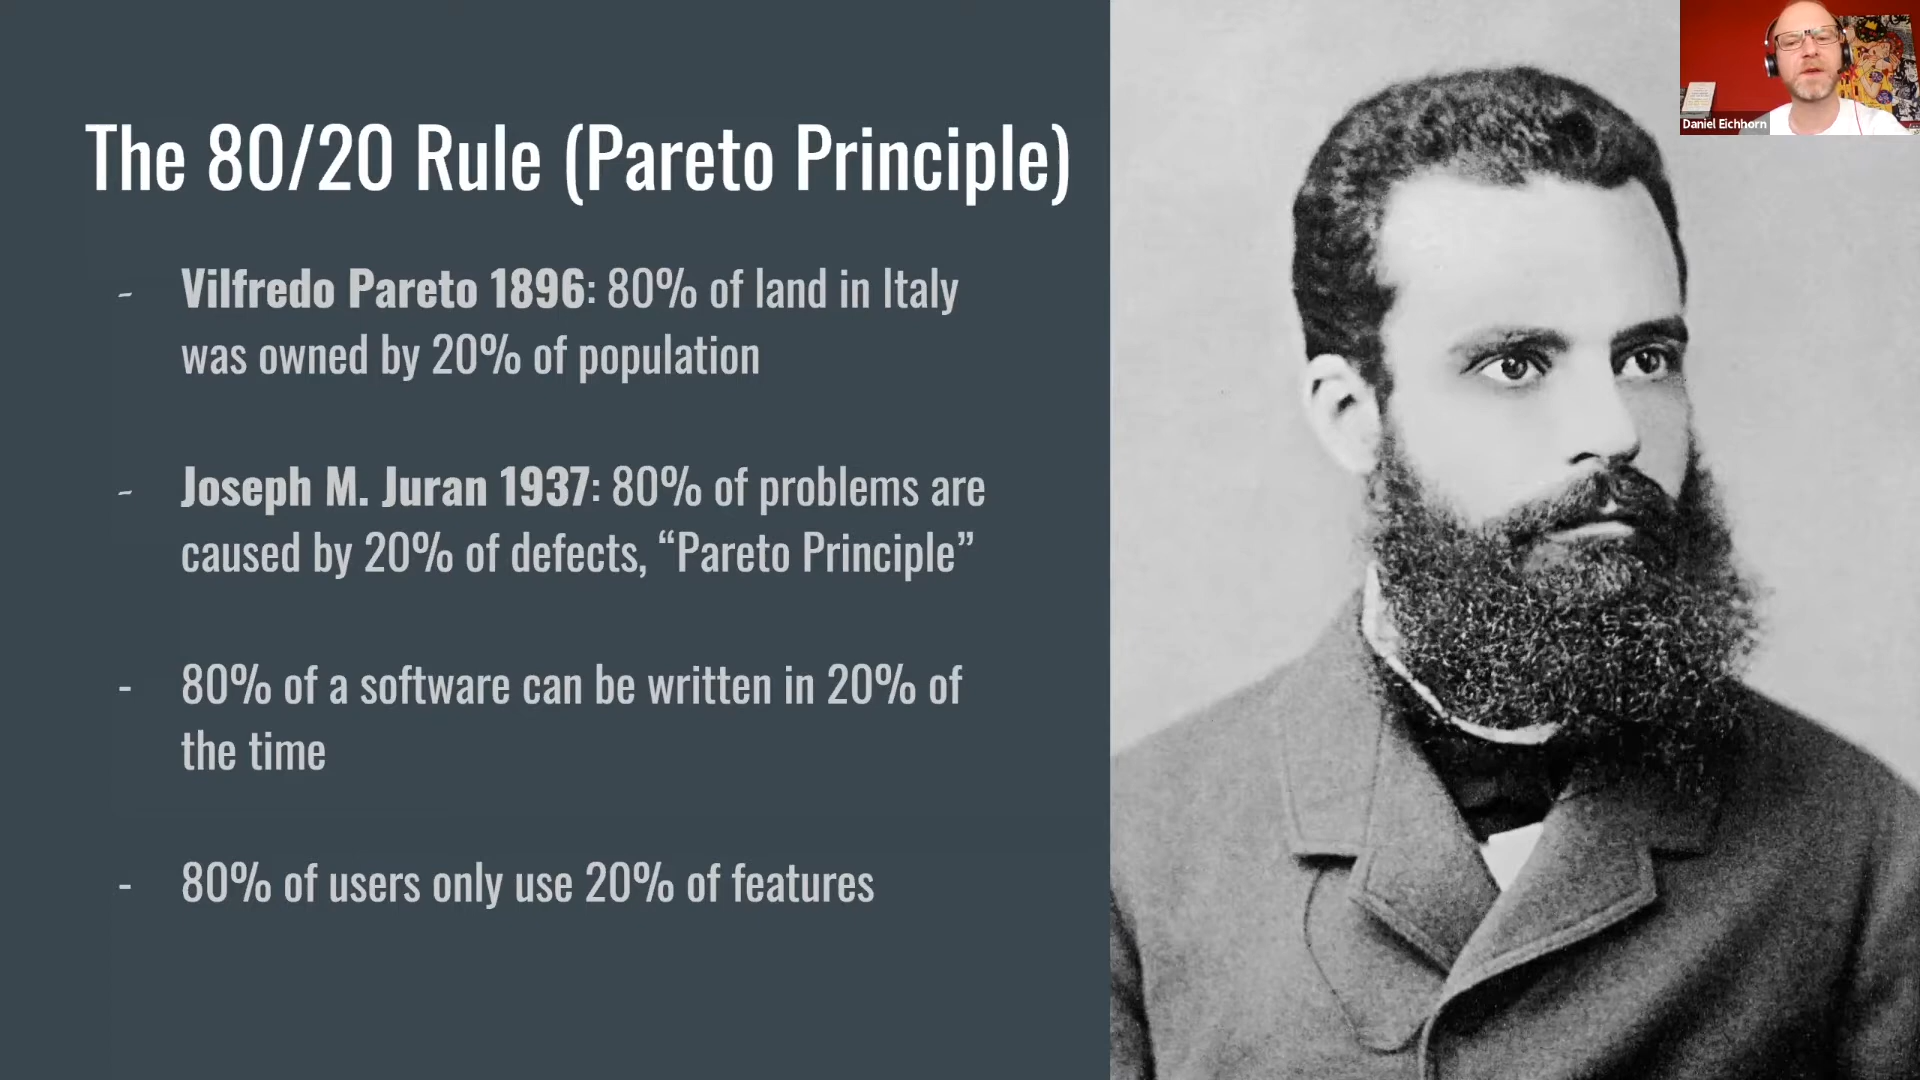 The 80/20 Rule (Pareto Principle)
- Vilfredo Pareto 1896: 80% of land in Italy
was owned by 20% of population
- Joseph M. Juran 1937: 80% of problems are
caused by 20% of defects, “Pareto Principle”
- 80% of a software can be written in 20% of
the time
- 80% of users only use 20% of features
Daniel Eichhorn